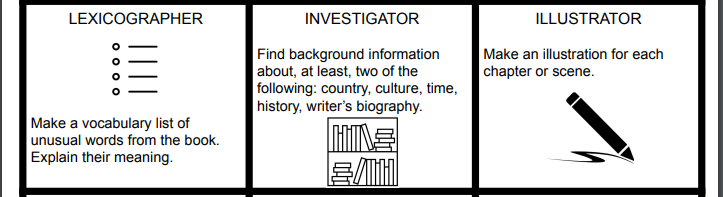 LEXICOGRAPHER
Make a vocabulary list of
unusual words from the book.
Explain their meaning.
INVESTIGATOR
Find background information
about, at least, two of the
following: country, culture, time,
history, writer's biography.
ILLUSTRATOR
Make an illustration for each
chapter or scene.